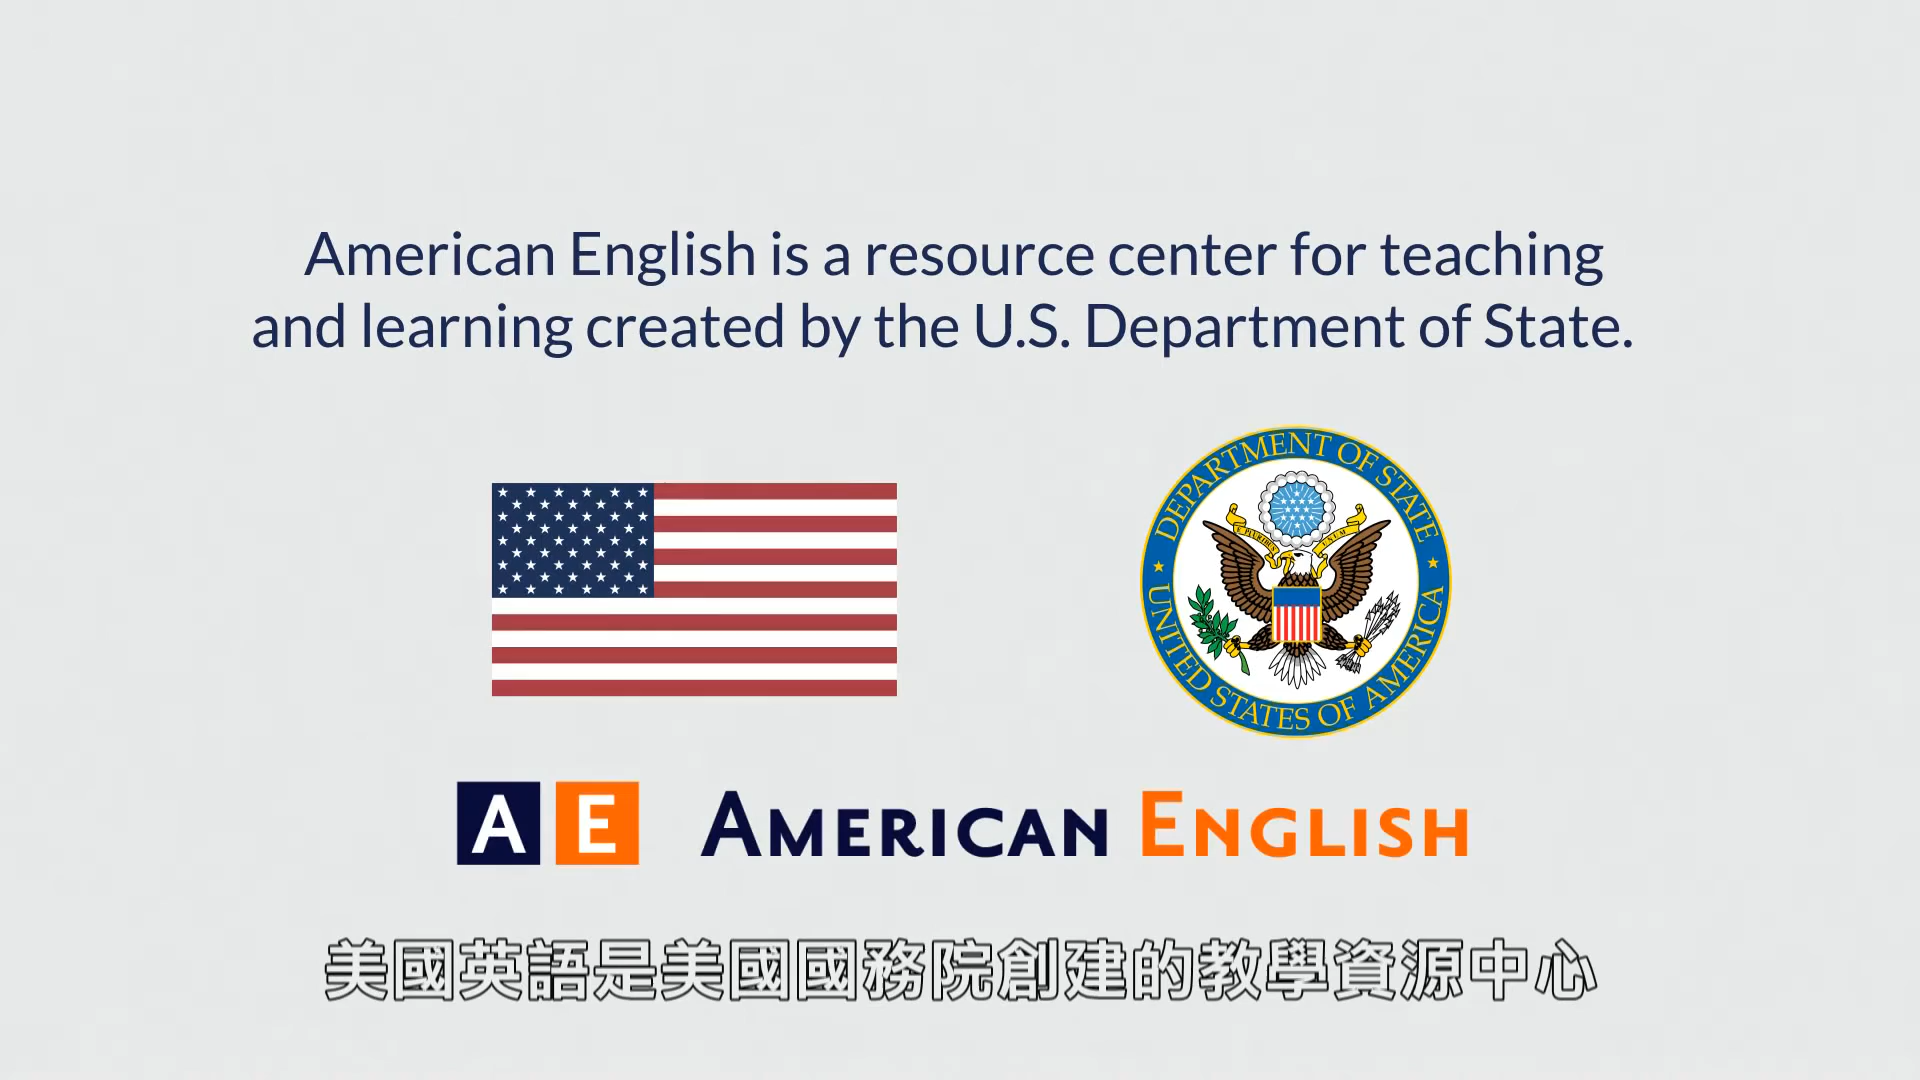 American English is a resource center for teaching
and learning created by the U.S. Department of State.
DEPARTMENT OF STATE
E PLURIBUS UNUM
UNITED STATES OF AMERICA
AE AMERICAN ENGLISH
美國英語是美國國務院創建的教學資源中心